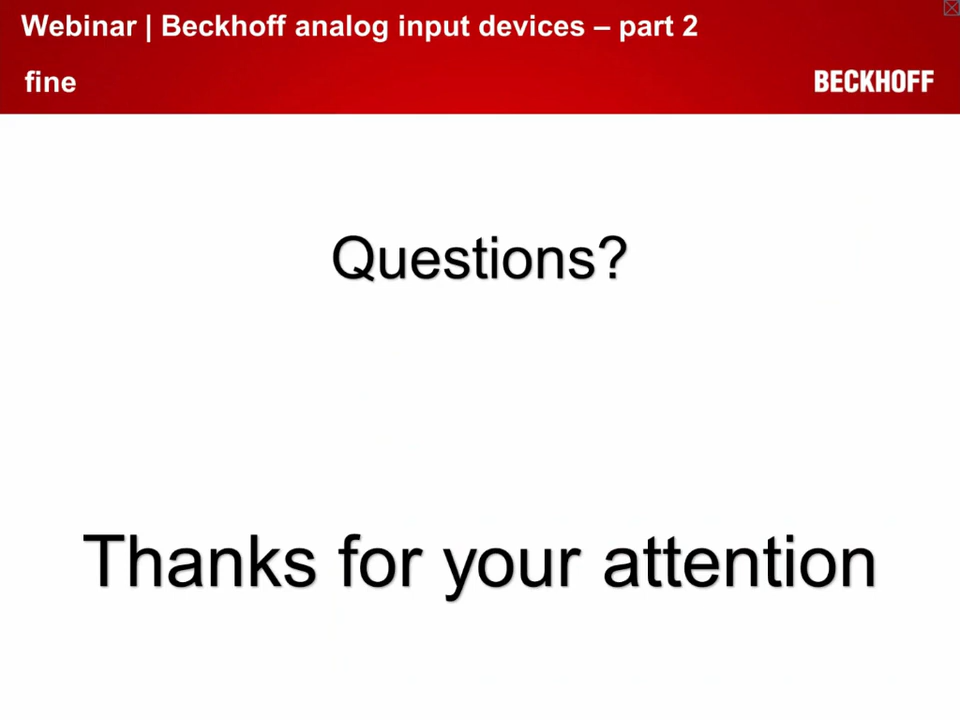 Webinar | Beckhoff analog input devices – part 2
fine
BECKHOFF
Questions?
Thanks for your attention